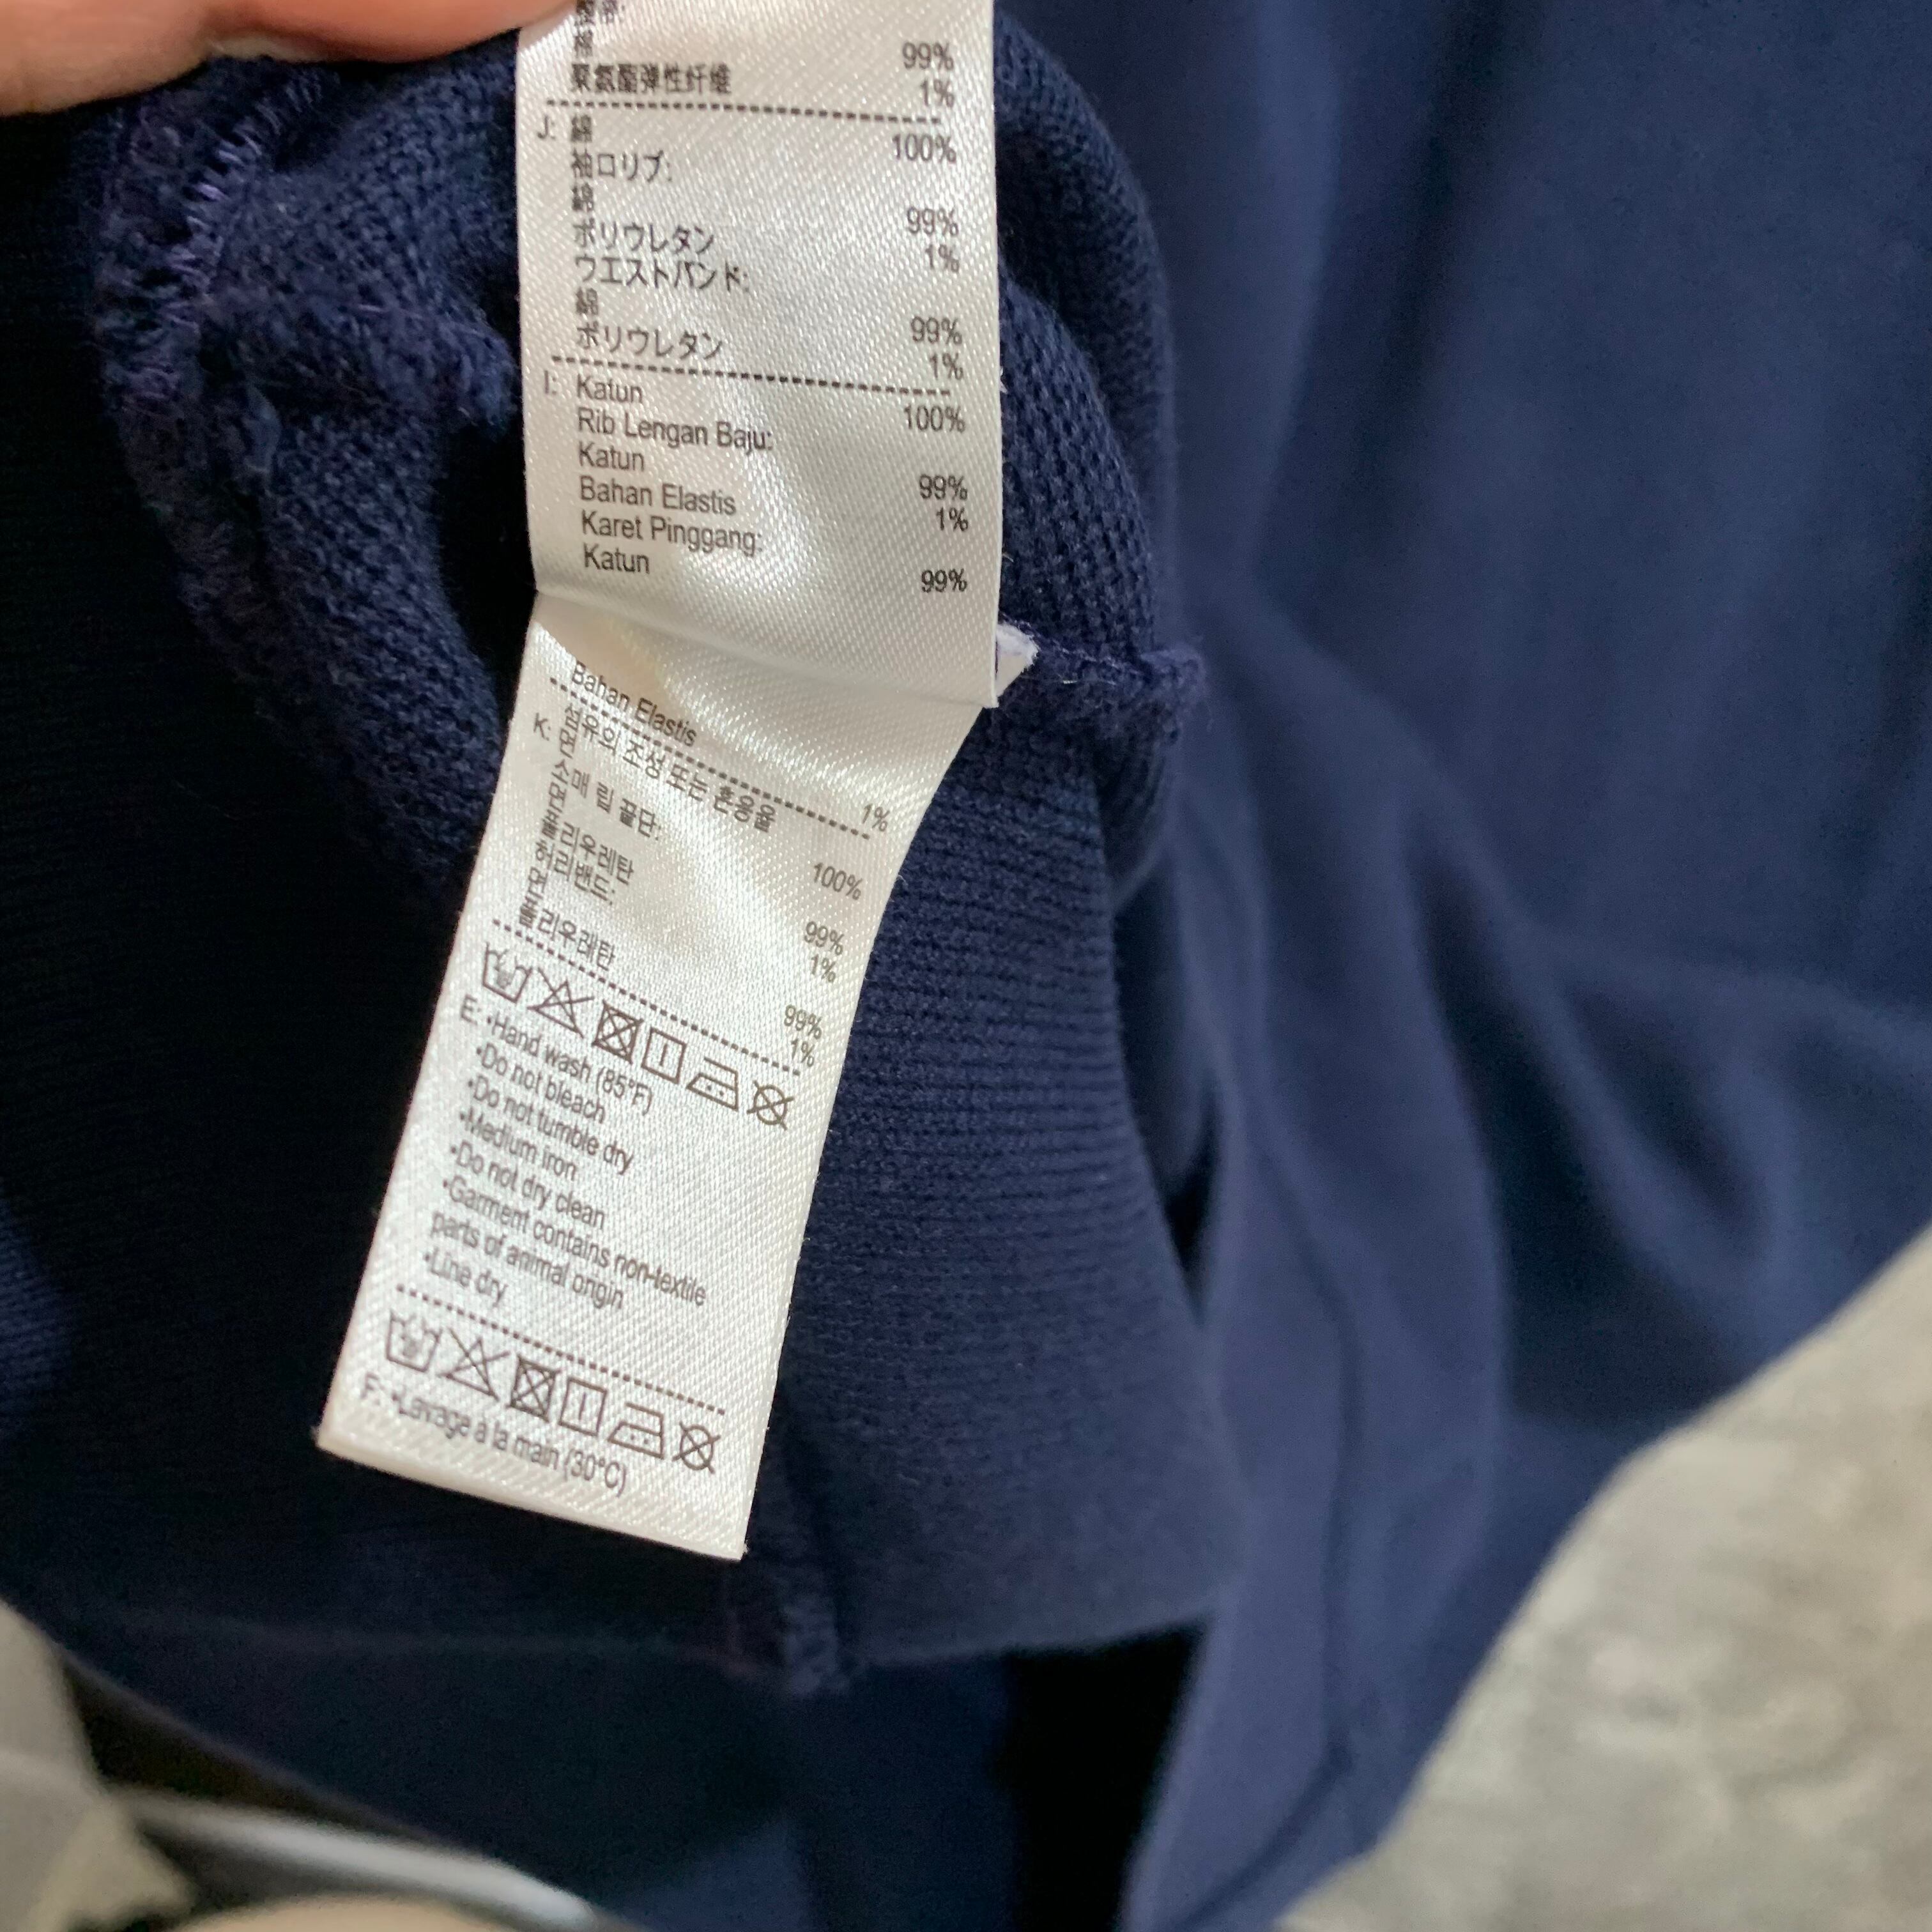 棉 99%
聚氨酯弹性纤维 1%
J: 綿 100%
袖口リブ:
綿 99%
ポリウレタン 1%
ウエストバンド:
綿 99%
ポリウレタン 1%
I: Katun 100%
Rib Lengan Baju:
Katun 99%
Bahan Elastis 1%
Karet Pinggang:
Katun 99%
Bahan Elastis 1%
K: 섬유의 조성 또는 혼용율
면 100%
소매 립 끝단:
면 99%
폴리우레탄 1%
허리밴드:
면 99%
폴리우레탄 1%
E: •Hand wash (85°F)
•Do not bleach
•Do not tumble dry
•Medium iron
•Do not dry clean
•Garment contains non-textile
parts of animal origin
•Line dry
F: •Lavage à la main (30°C)